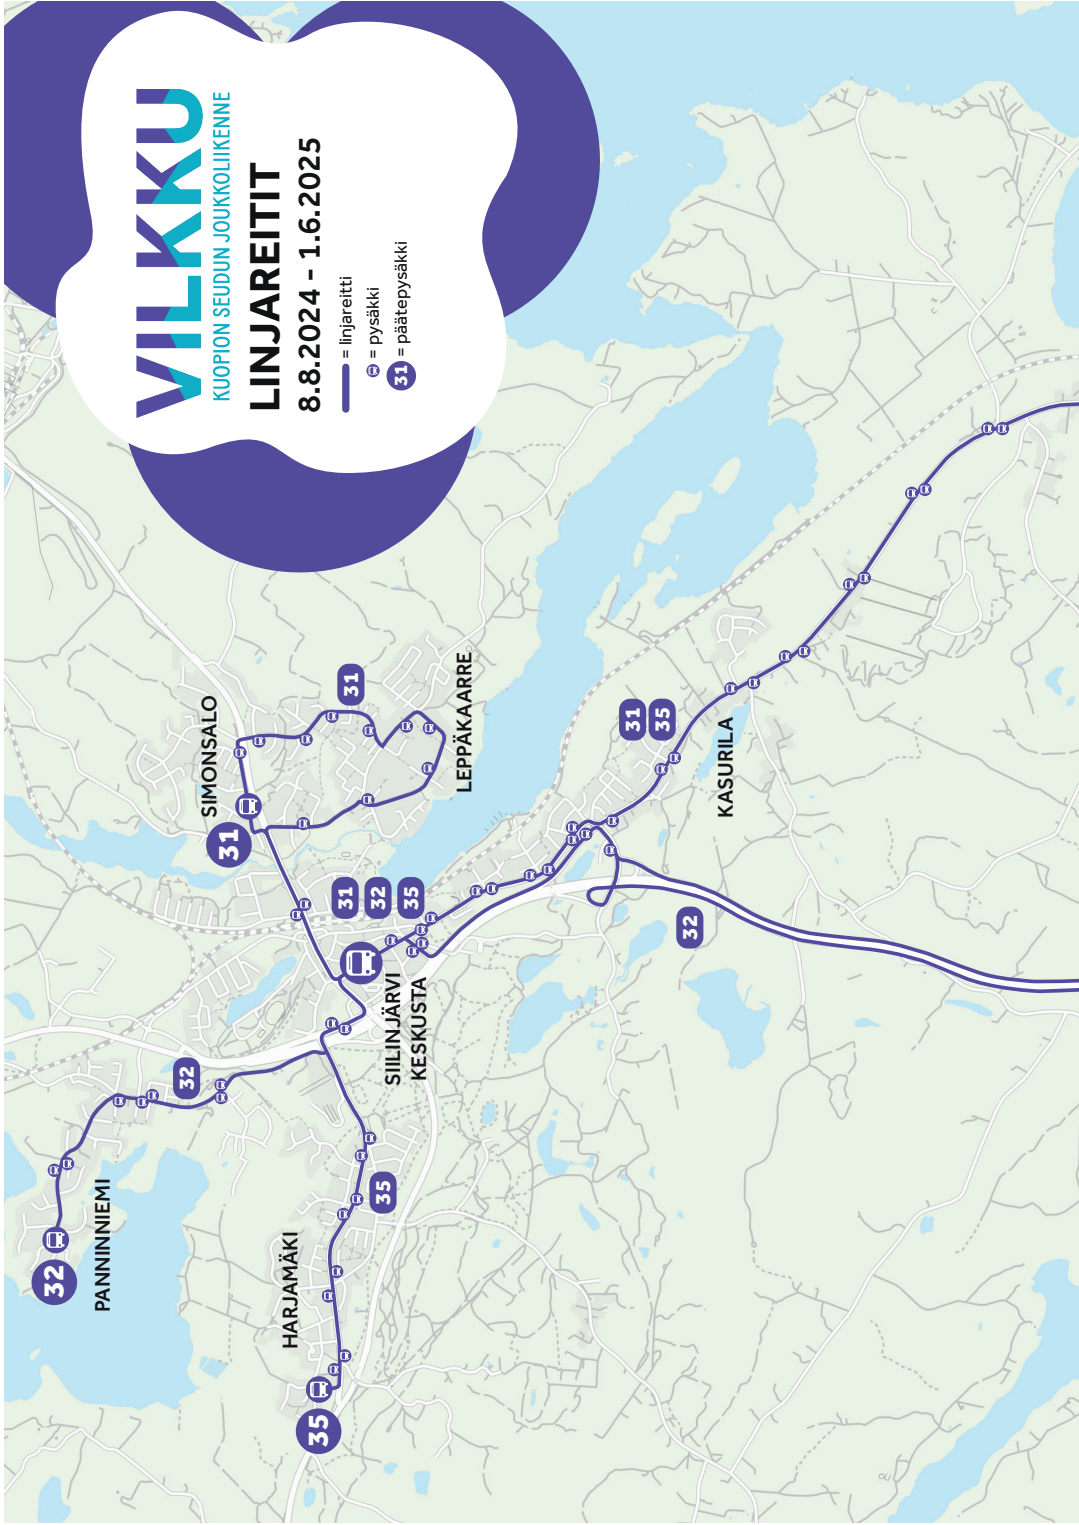 VILKKU
KUOPION SEUDUN JOUKKOLIIKENNE
LINJAREITIT
8.8.2024 - 1.6.2025
= linjareitti
= pysäkki
31 = päätepysäkki
32
PANNINNIEMI
32
35
HARJAMÄKI
35
SIILINJÄRVI
KESKUSTA
31
32
35
31
SIMONSALO
31
LEPPÄKAARRE
31
35
KASURILA
32